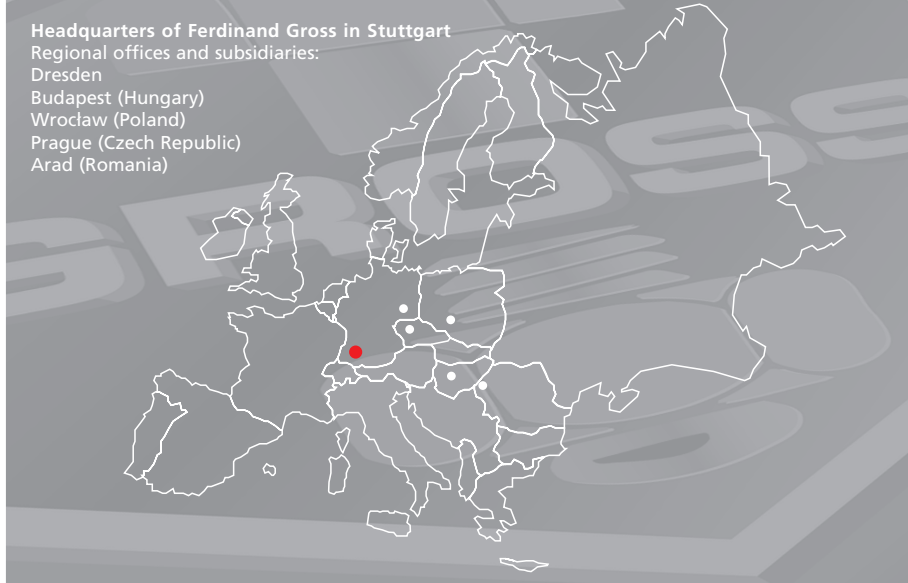 Headquarters of Ferdinand Gross in Stuttgart
Regional offices and subsidiaries:
Dresden
Budapest (Hungary)
Wrocław (Poland)
Prague (Czech Republic)
Arad (Romania)
GROSS